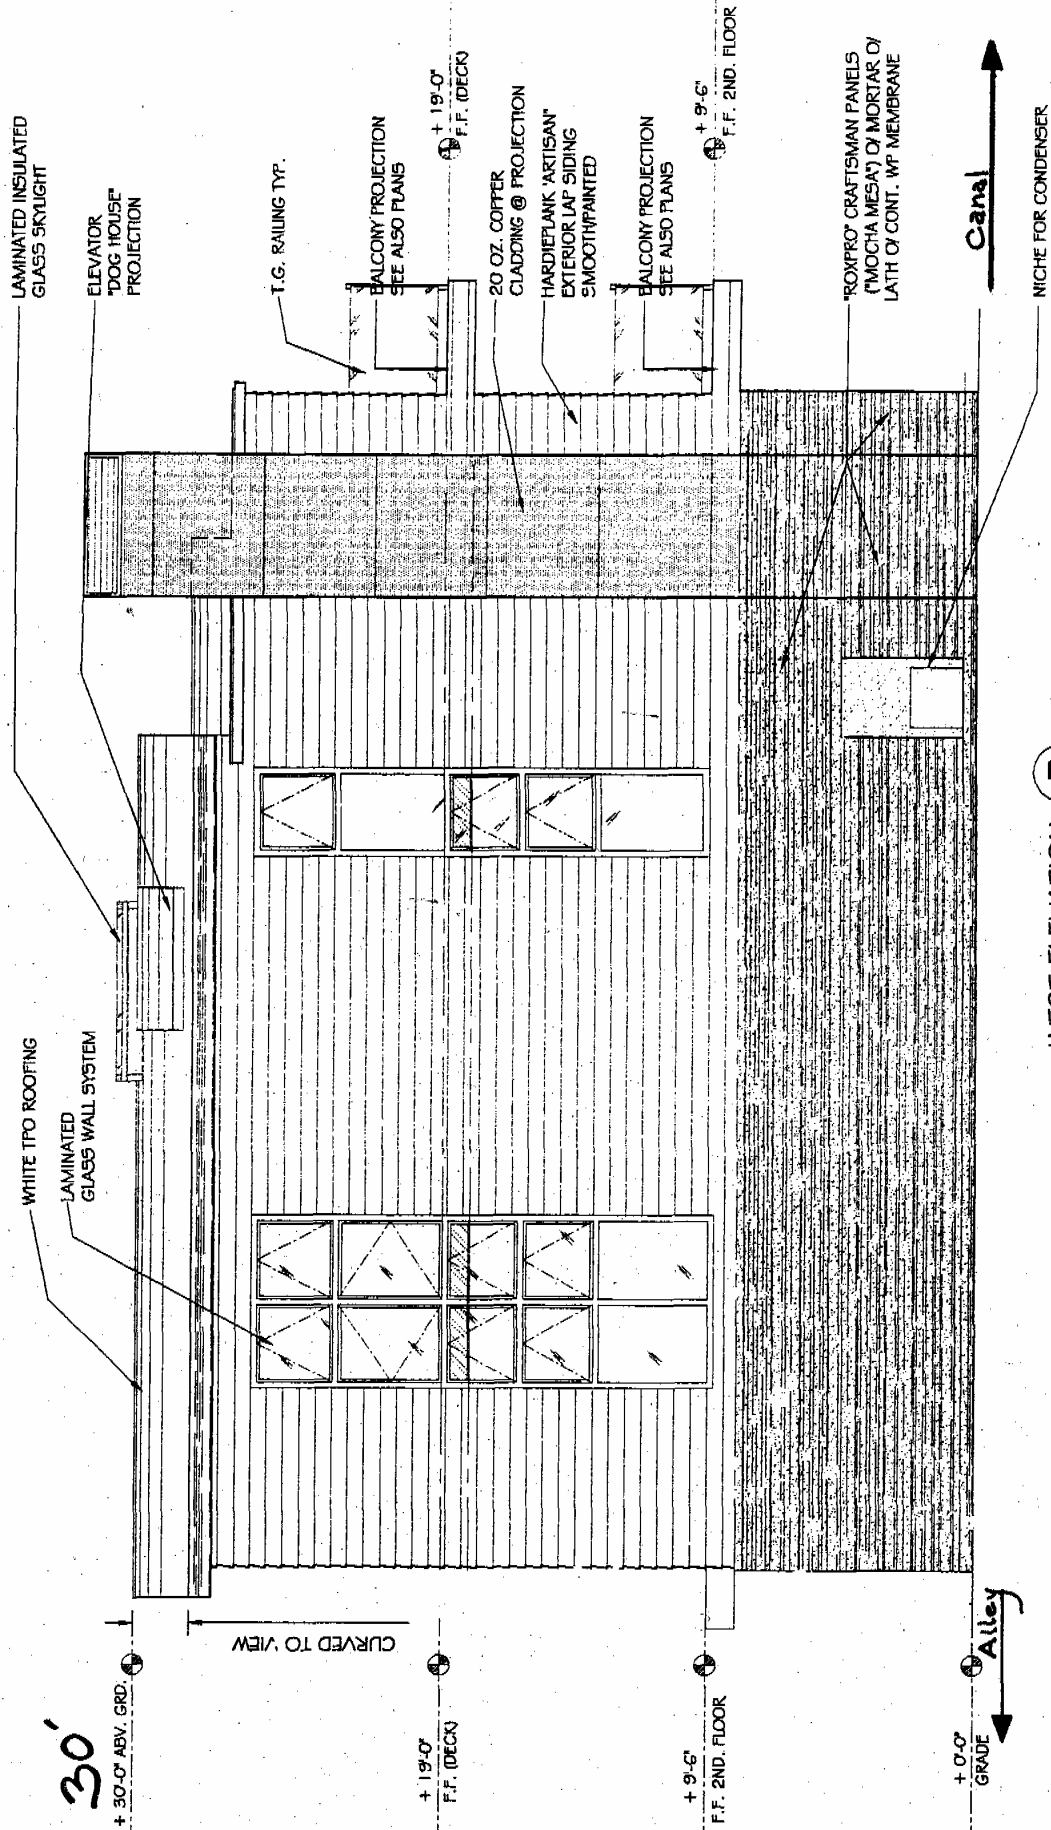 LAMINATED INSULATED
GLASS SKYLIGHT
ELEVATOR
"DOG HOUSE"
PROJECTION
T.G. RAILING TYP.
BALCONY PROJECTION
SEE ALSO PLANS
+ 19'-0"
F.F. (DECK)
20 OZ. COPPER
CLADDING @ PROJECTION
HARDIEPLANK 'ARTISAN'
EXTERIOR LAP SIDING
SMOOTH/PAINTED
BALCONY PROJECTION
SEE ALSO PLANS
+ 9'-6"
F.F. 2ND. FLOOR
"ROXPRO" CRAFTSMAN PANELS
("MOCHA MESA") O/ MORTAR O/
LATH O/ CONT. WP MEMBRANE
Canal
NICHE FOR CONDENSER
WHITE TPO ROOFING
LAMINATED
GLASS WALL SYSTEM
CURVED TO VIEW
30'
+ 30'-0" ABV. GRD.
+ 19'-0"
F.F. (DECK)
+ 9'-6"
F.F. 2ND. FLOOR
+ 0'-0"
GRADE
Alley